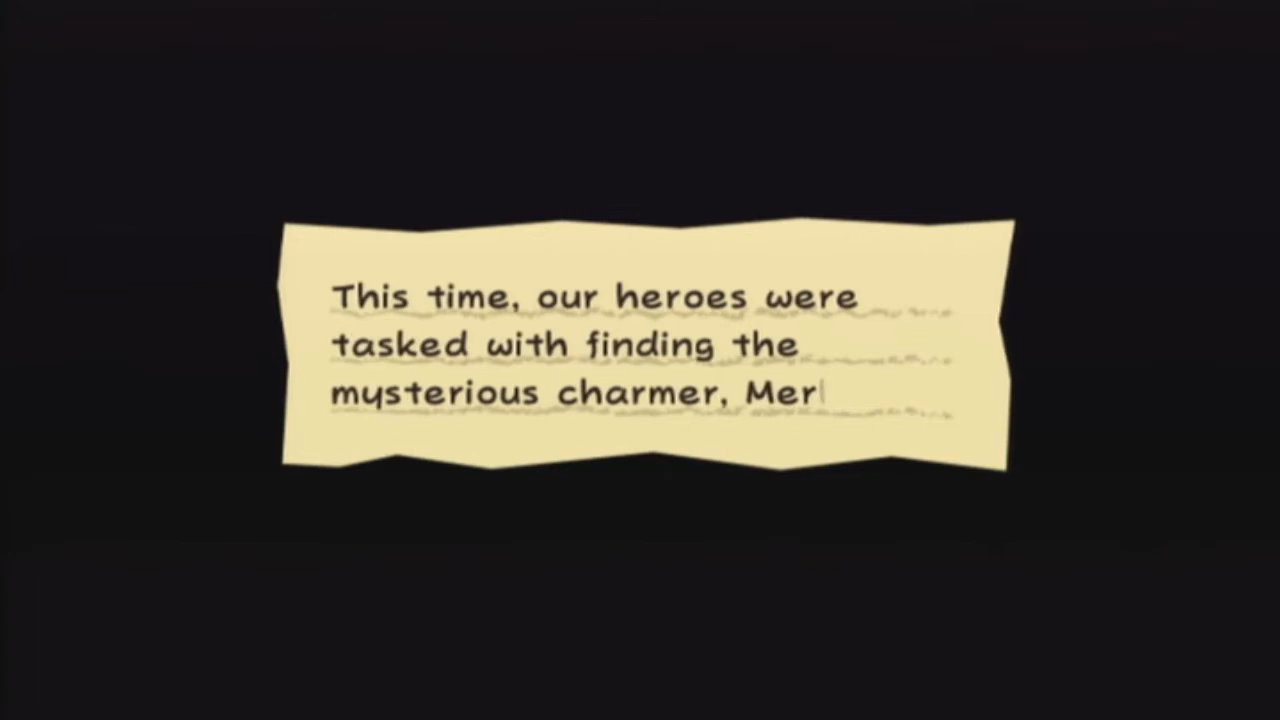 This time, our heroes were
tasked with finding the
mysterious charmer, Mer